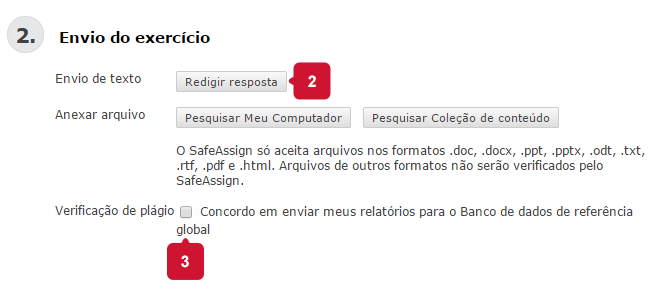 2. Envio do exercício
Envio de texto Redigir resposta 2
Anexar arquivo Pesquisar Meu Computador Pesquisar Coleção de conteúdo
O SafeAssign só aceita arquivos nos formatos .doc, .docx, .ppt, .pptx, .odt, .txt,
.rtf, .pdf e .html. Arquivos de outros formatos não serão verificados pelo
SafeAssign.
Verificação de plágio Concordo em enviar meus relatórios para o Banco de dados de referência
global
3